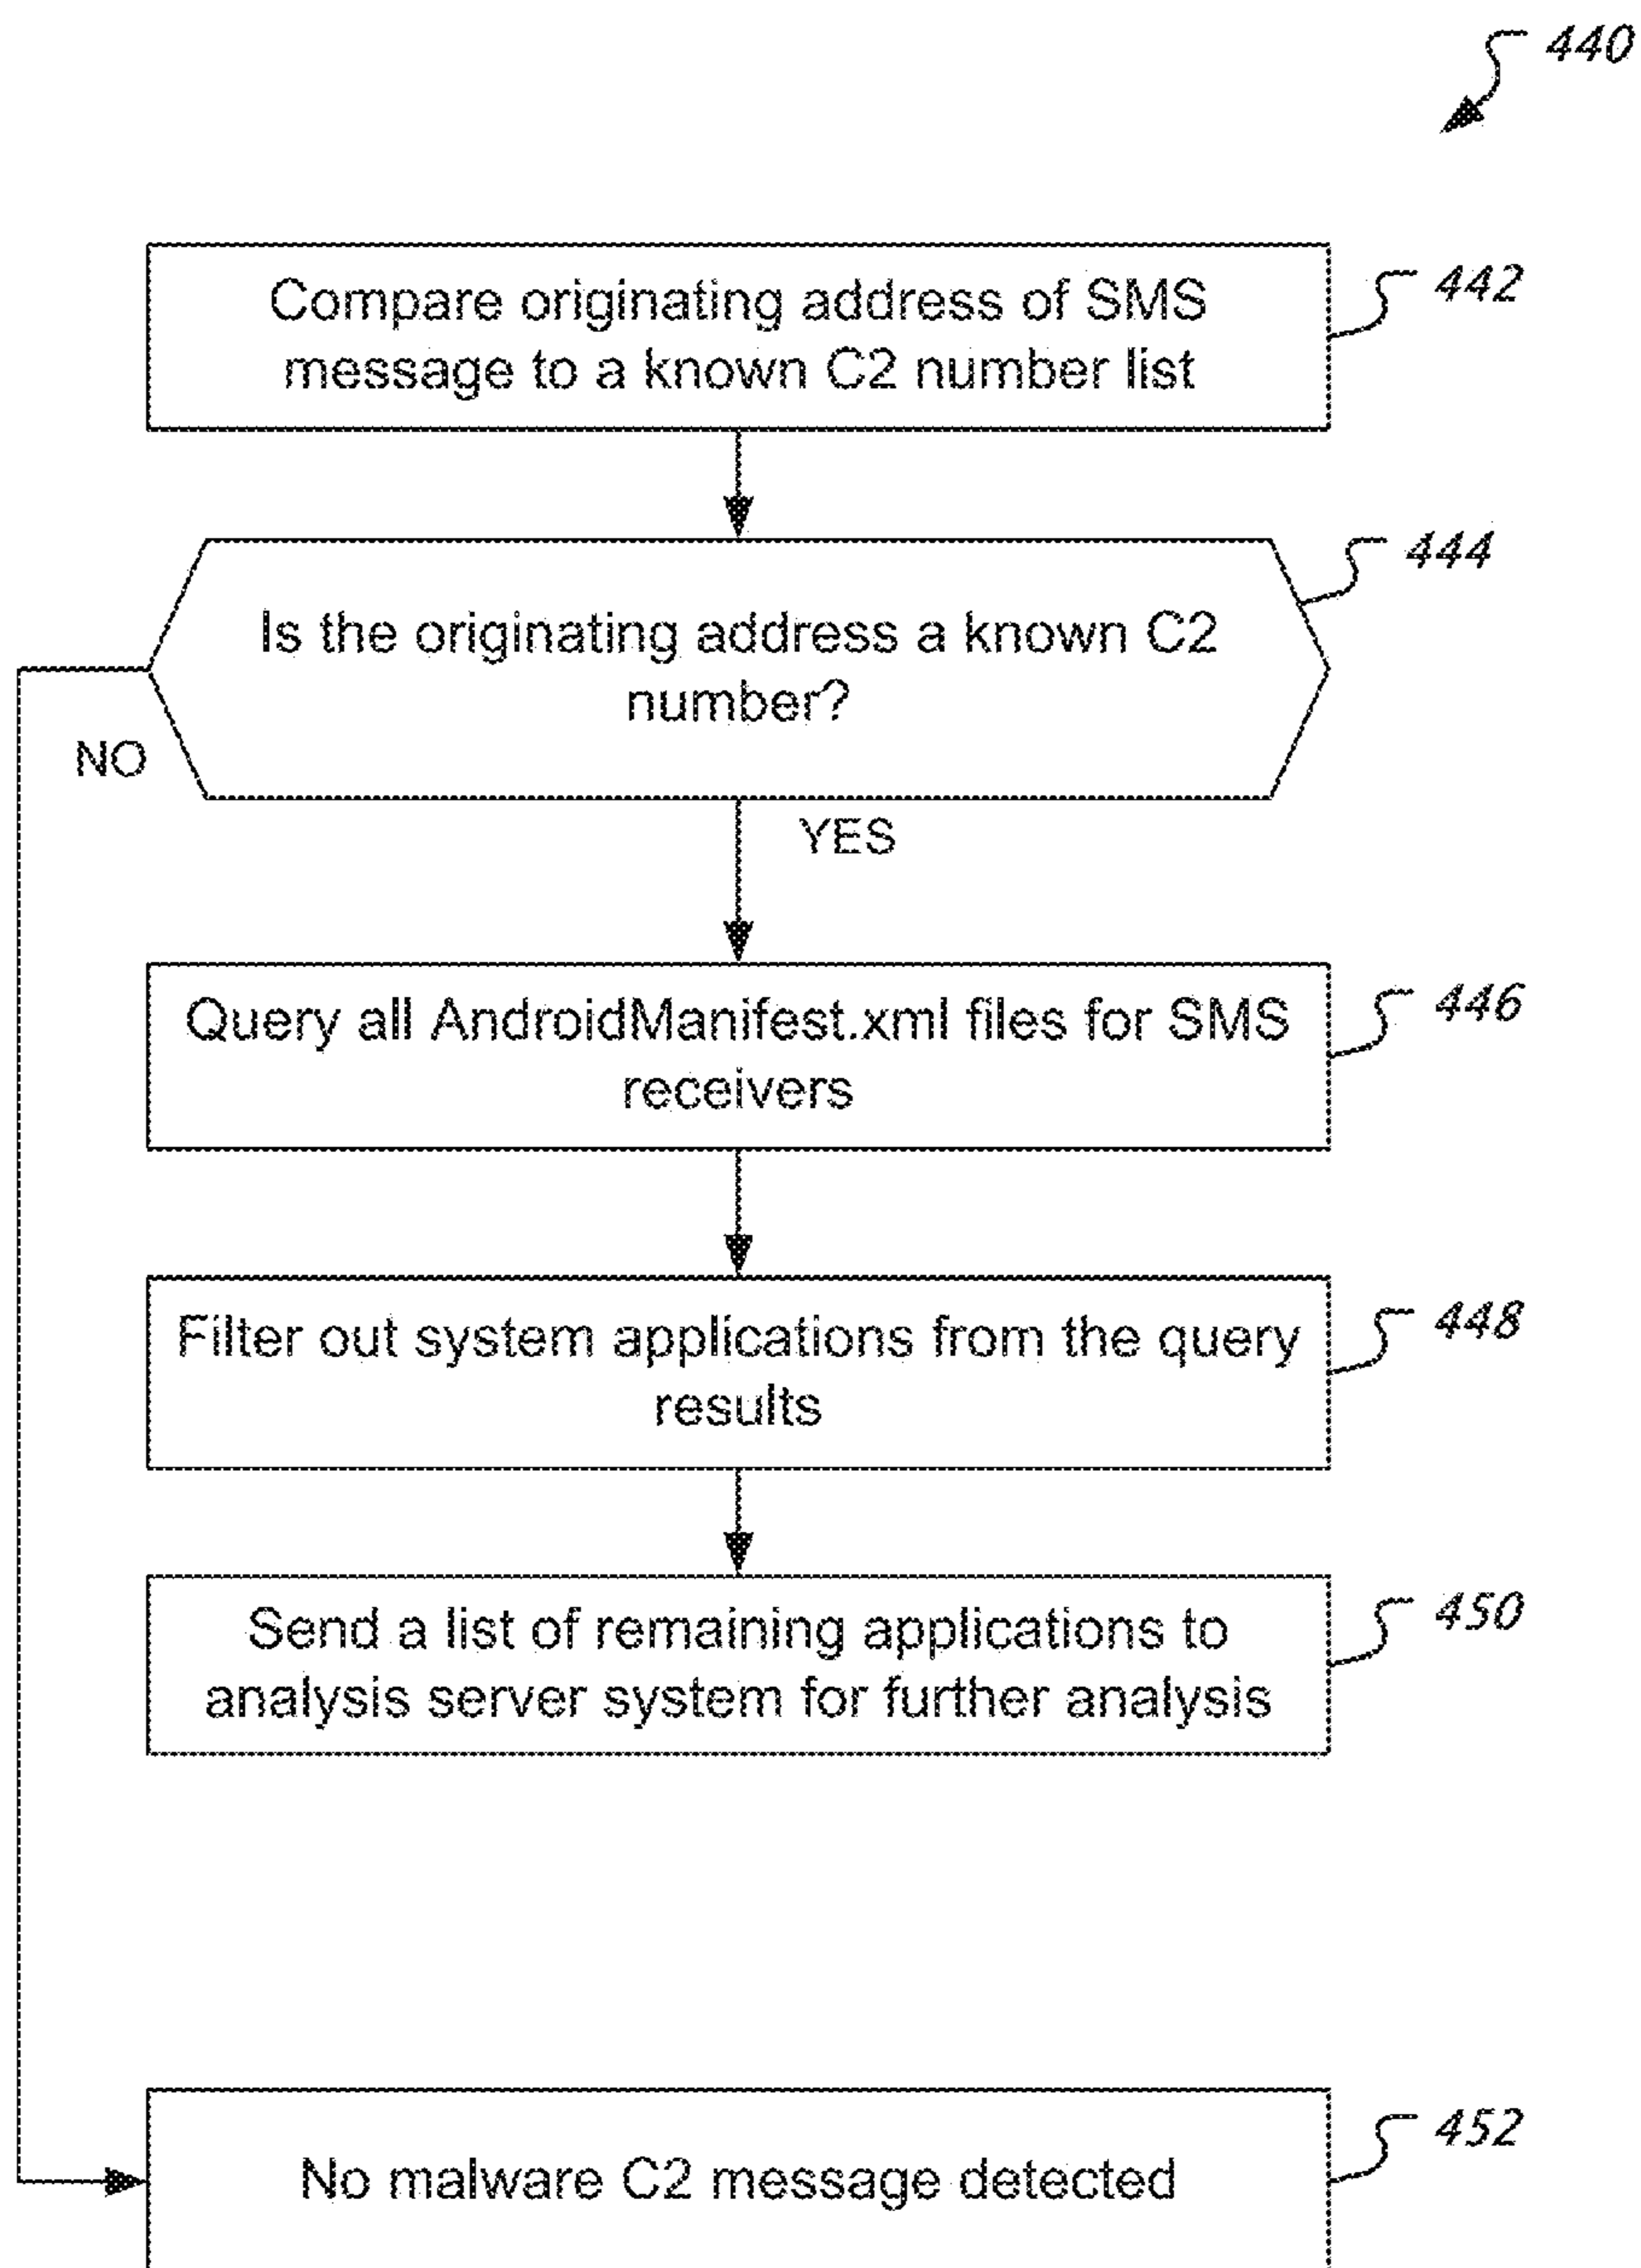 440
Compare originating address of SMS
message to a known C2 number list
442
Is the originating address a known C2
number?
444
NO
YES
Query all AndroidManifest.xml files for SMS
receivers
446
Filter out system applications from the query
results
448
Send a list of remaining applications to
analysis server system for further analysis
450
No malware C2 message detected
452